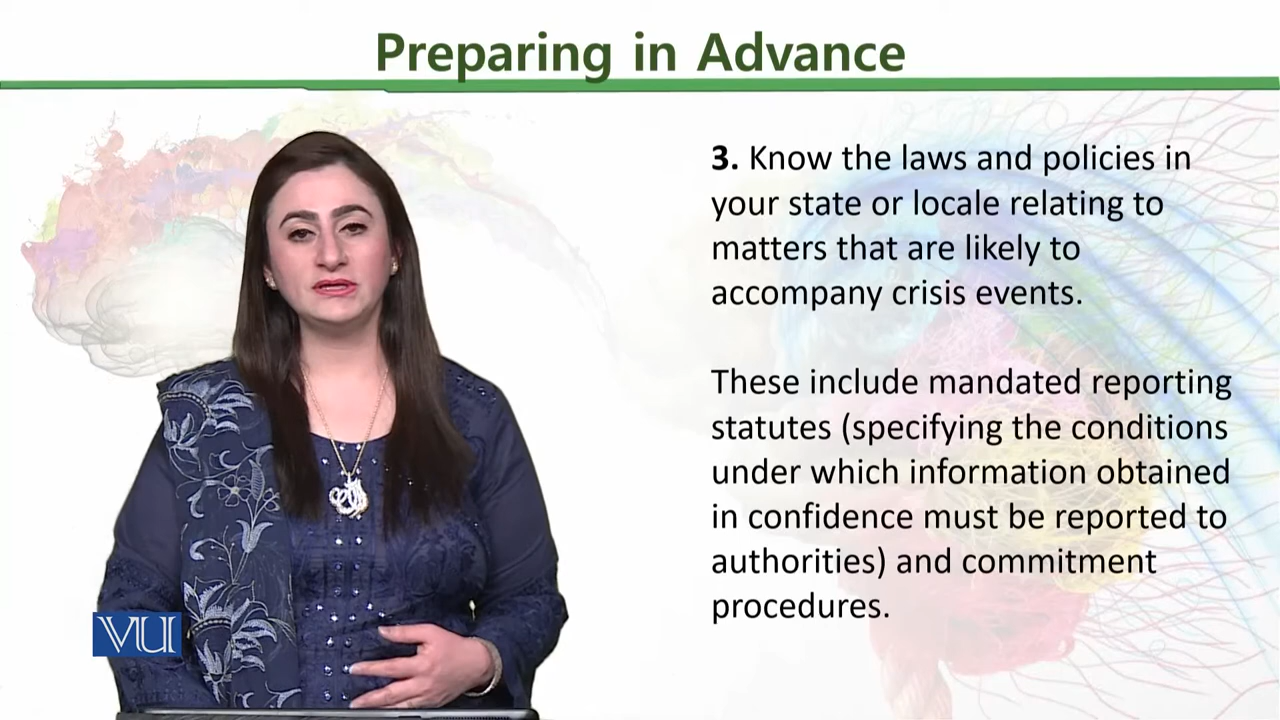 Preparing in Advance
3. Know the laws and policies in
your state or locale relating to
matters that are likely to
accompany crisis events.
These include mandated reporting
statutes (specifying the conditions
under which information obtained
in confidence must be reported to
authorities) and commitment
procedures.
VU